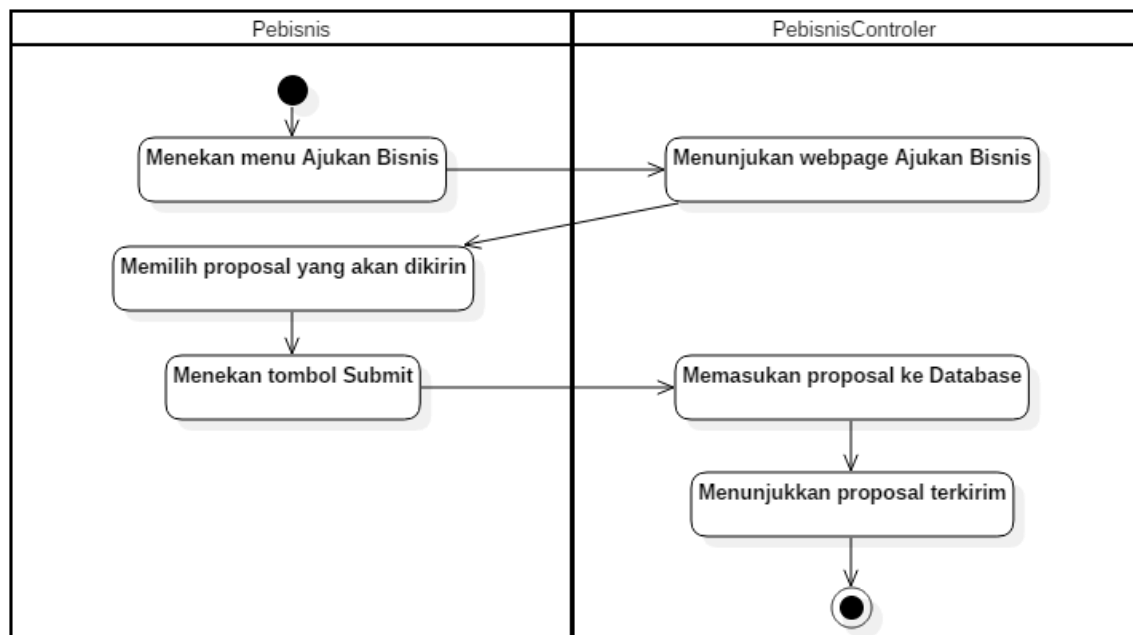 Pebisnis
PebisnisControler
Menekan menu Ajukan Bisnis
Menunjukan webpage Ajukan Bisnis
Memilih proposal yang akan dikirin
Menekan tombol Submit
Memasukan proposal ke Database
Menunjukkan proposal terkirim